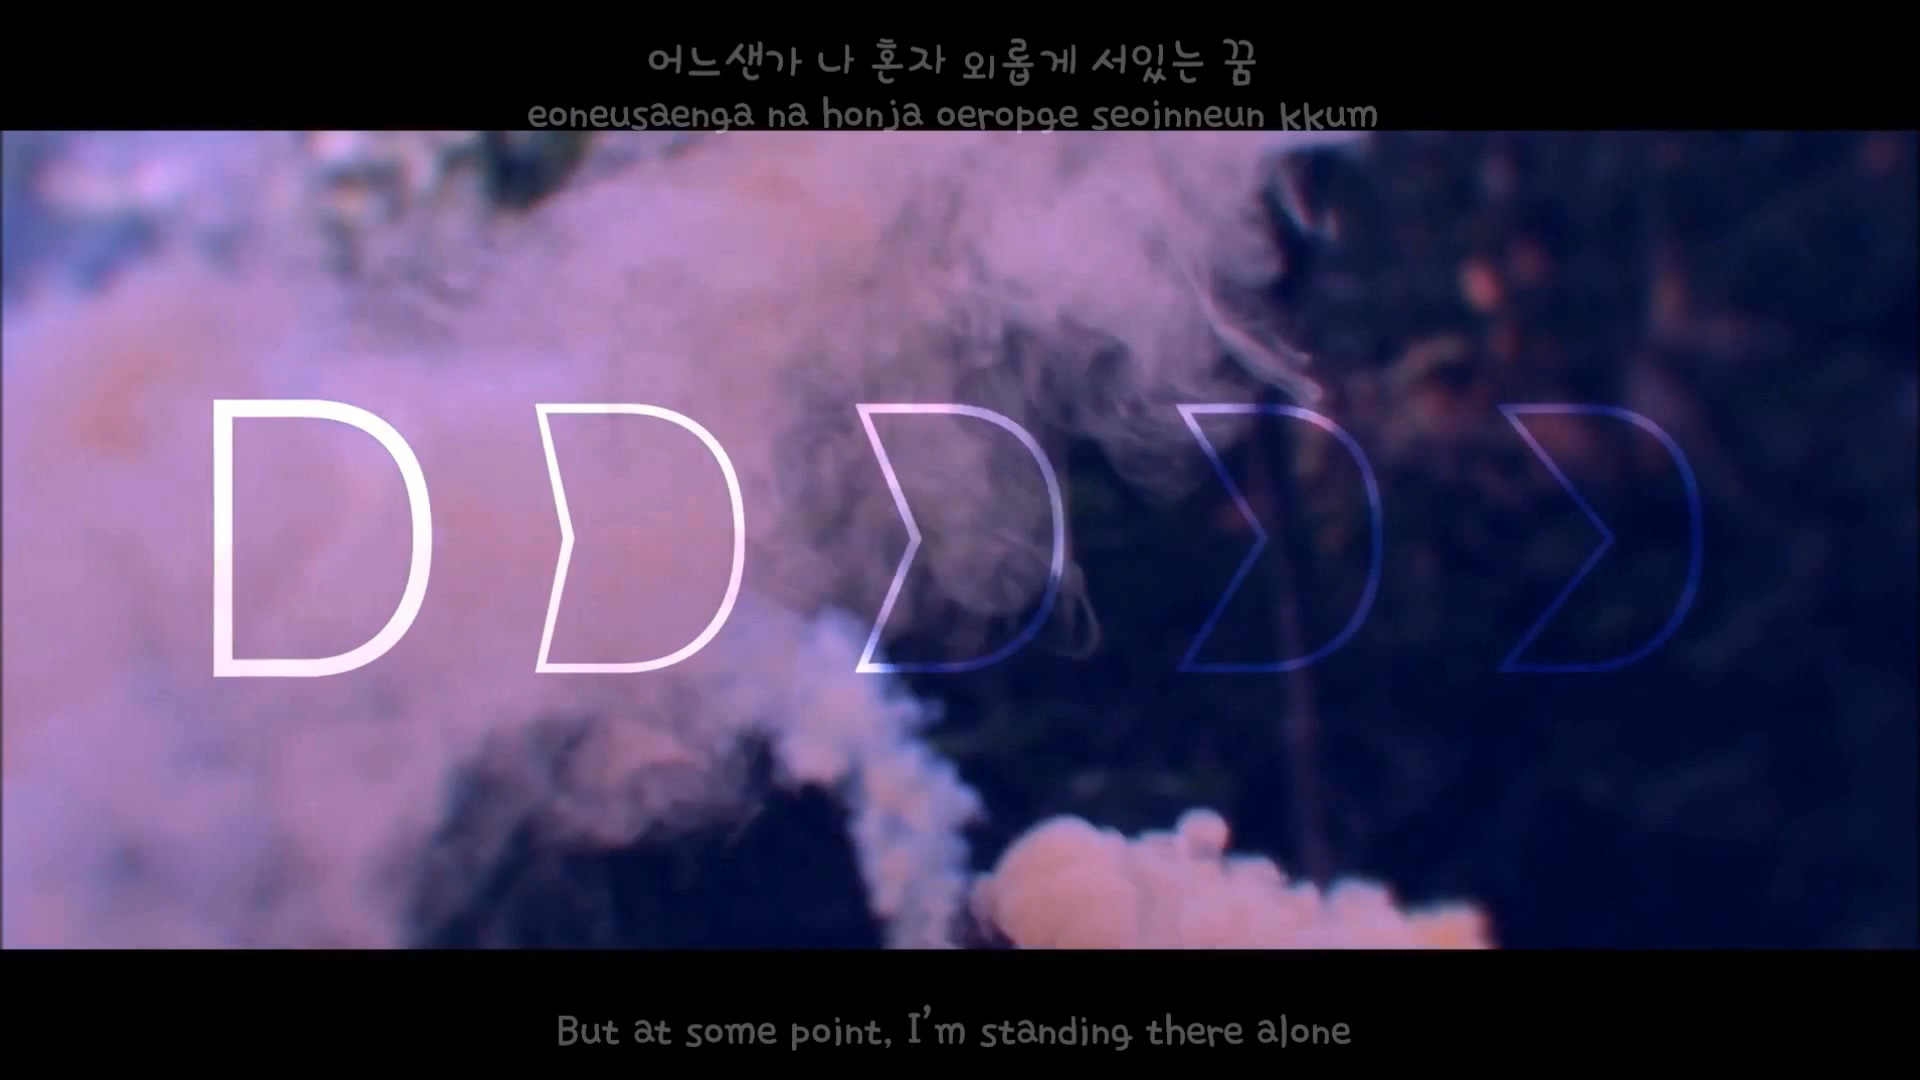 어느샌가 나 혼자 외롭게 서있는 꿈
eoneusaenga na honja oeropge seoinneun kkum
D D D D D
But at some point, I'm standing there alone